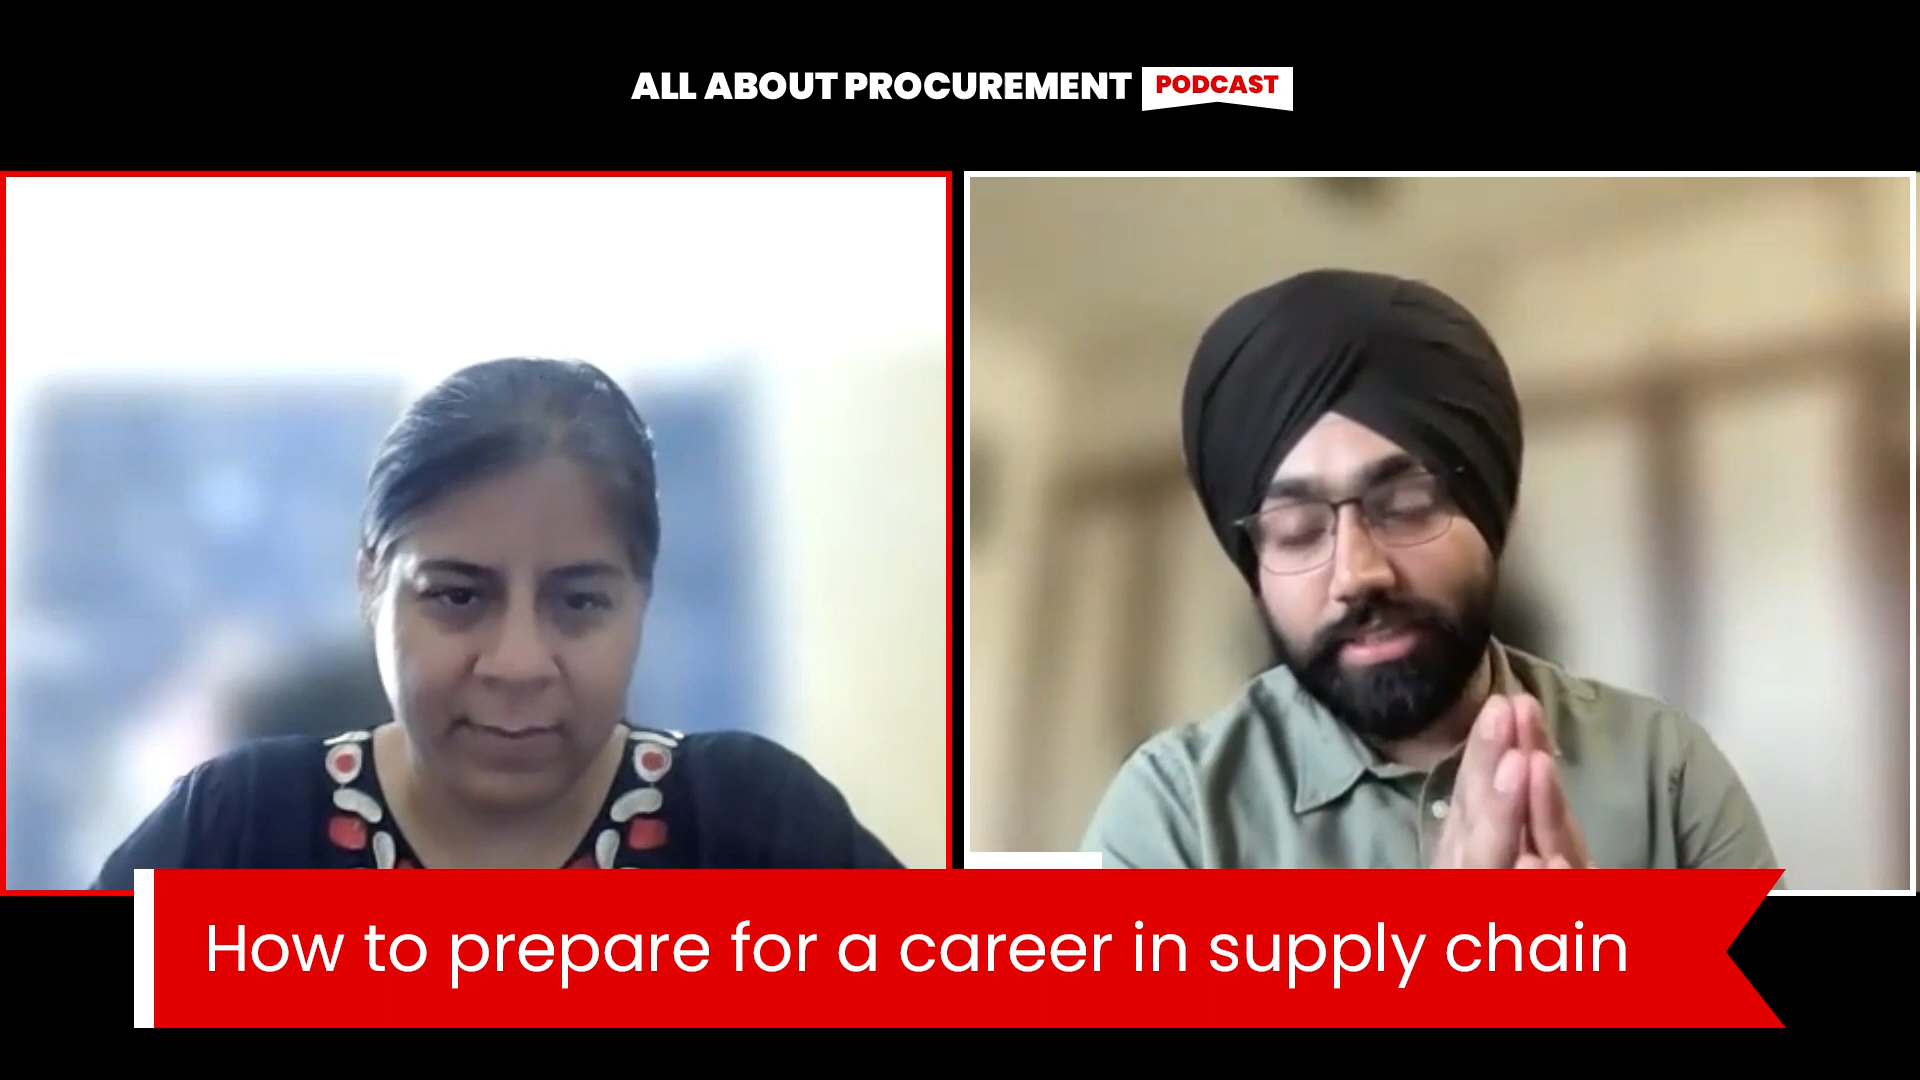 ALL ABOUT PROCUREMENT PODCAST
How to prepare for a career in supply chain